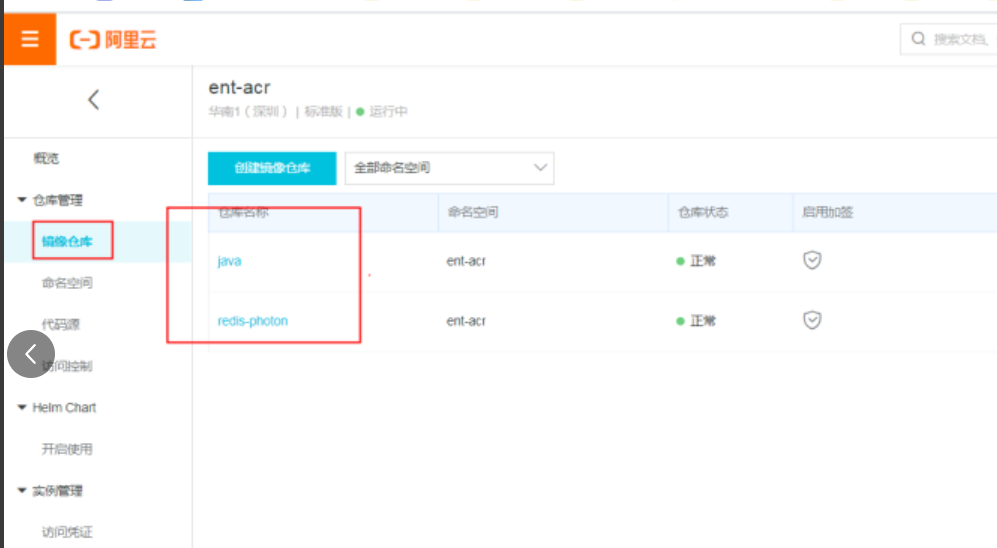 阿里云
搜索文档、
ent-acr
华南1（深圳） | 标准版 | 运行中
概览
创建镜像仓库
全部命名空间
仓库管理
仓库名称
命名空间
仓库状态
启用加签
镜像仓库
java
ent-acr
正常
命名空间
代码源
redis-photon
ent-acr
正常
访问控制
Helm Chart
开启使用
实例管理
访问凭证